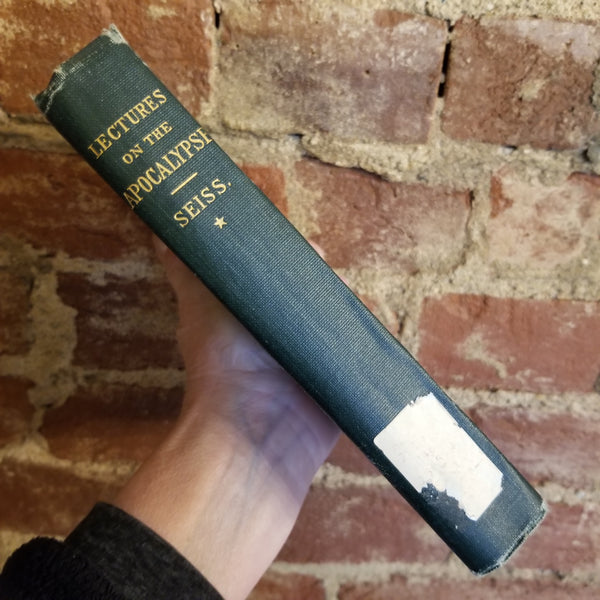 LECTURES
ON THE
APOCALYPSE
SEISS.